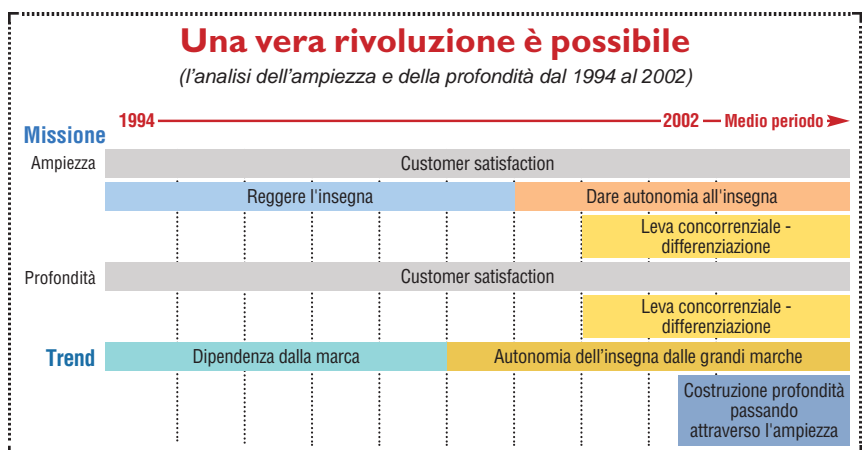 Una vera rivoluzione è possibile
(l'analisi dell'ampiezza e della profondità dal 1994 al 2002)
Missione
1994
2002
Medio periodo
Ampiezza
Customer satisfaction
Reggere l'insegna
Dare autonomia all'insegna
Leva concorrenziale -
differenziazione
Profondità
Customer satisfaction
Leva concorrenziale -
differenziazione
Trend
Dipendenza dalla marca
Autonomia dell'insegna dalle grandi marche
Costruzione profondità
passando
attraverso l'ampiezza